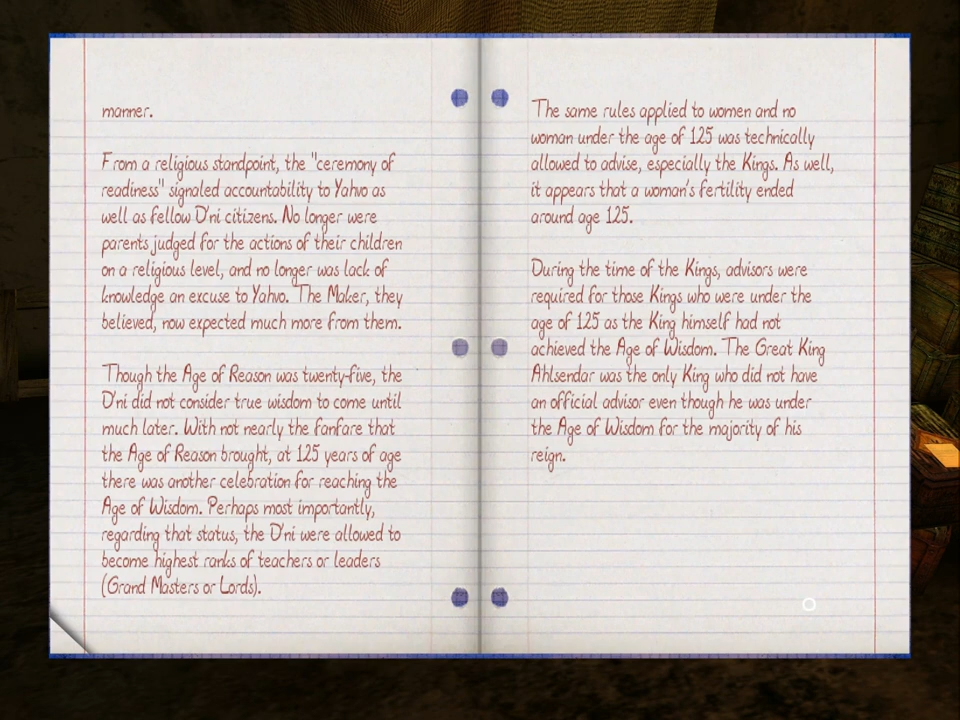 manner.
From a religious standpoint, the "ceremony of
readiness" signaled accountability to Yahvo as
well as fellow D'ni citizens. No longer were
parents judged for the actions of their children
on a religious level, and no longer was lack of
knowledge an excuse to Yahvo. The Maker, they
believed, now expected much more from them.
Though the Age of Reason was twenty-five, the
D'ni did not consider true wisdom to come until
much later. With not nearly the fanfare that
the Age of Reason brought, at 125 years of age
there was another celebration for reaching the
Age of Wisdom. Perhaps most importantly,
regarding that status, the D'ni were allowed to
become highest ranks of teachers or leaders
(Grand Masters or Lords).
The same rules applied to women and no
woman under the age of 125 was technically
allowed to advise, especially the Kings. As well,
it appears that a woman's fertility ended
around age 125.
During the time of the Kings, advisors were
required for those Kings who were under the
age of 125 as the King himself had not
achieved the Age of Wisdom. The Great King
Ahlsendar was the only King who did not have
an official advisor even though he was under
the Age of Wisdom for the majority of his
reign.